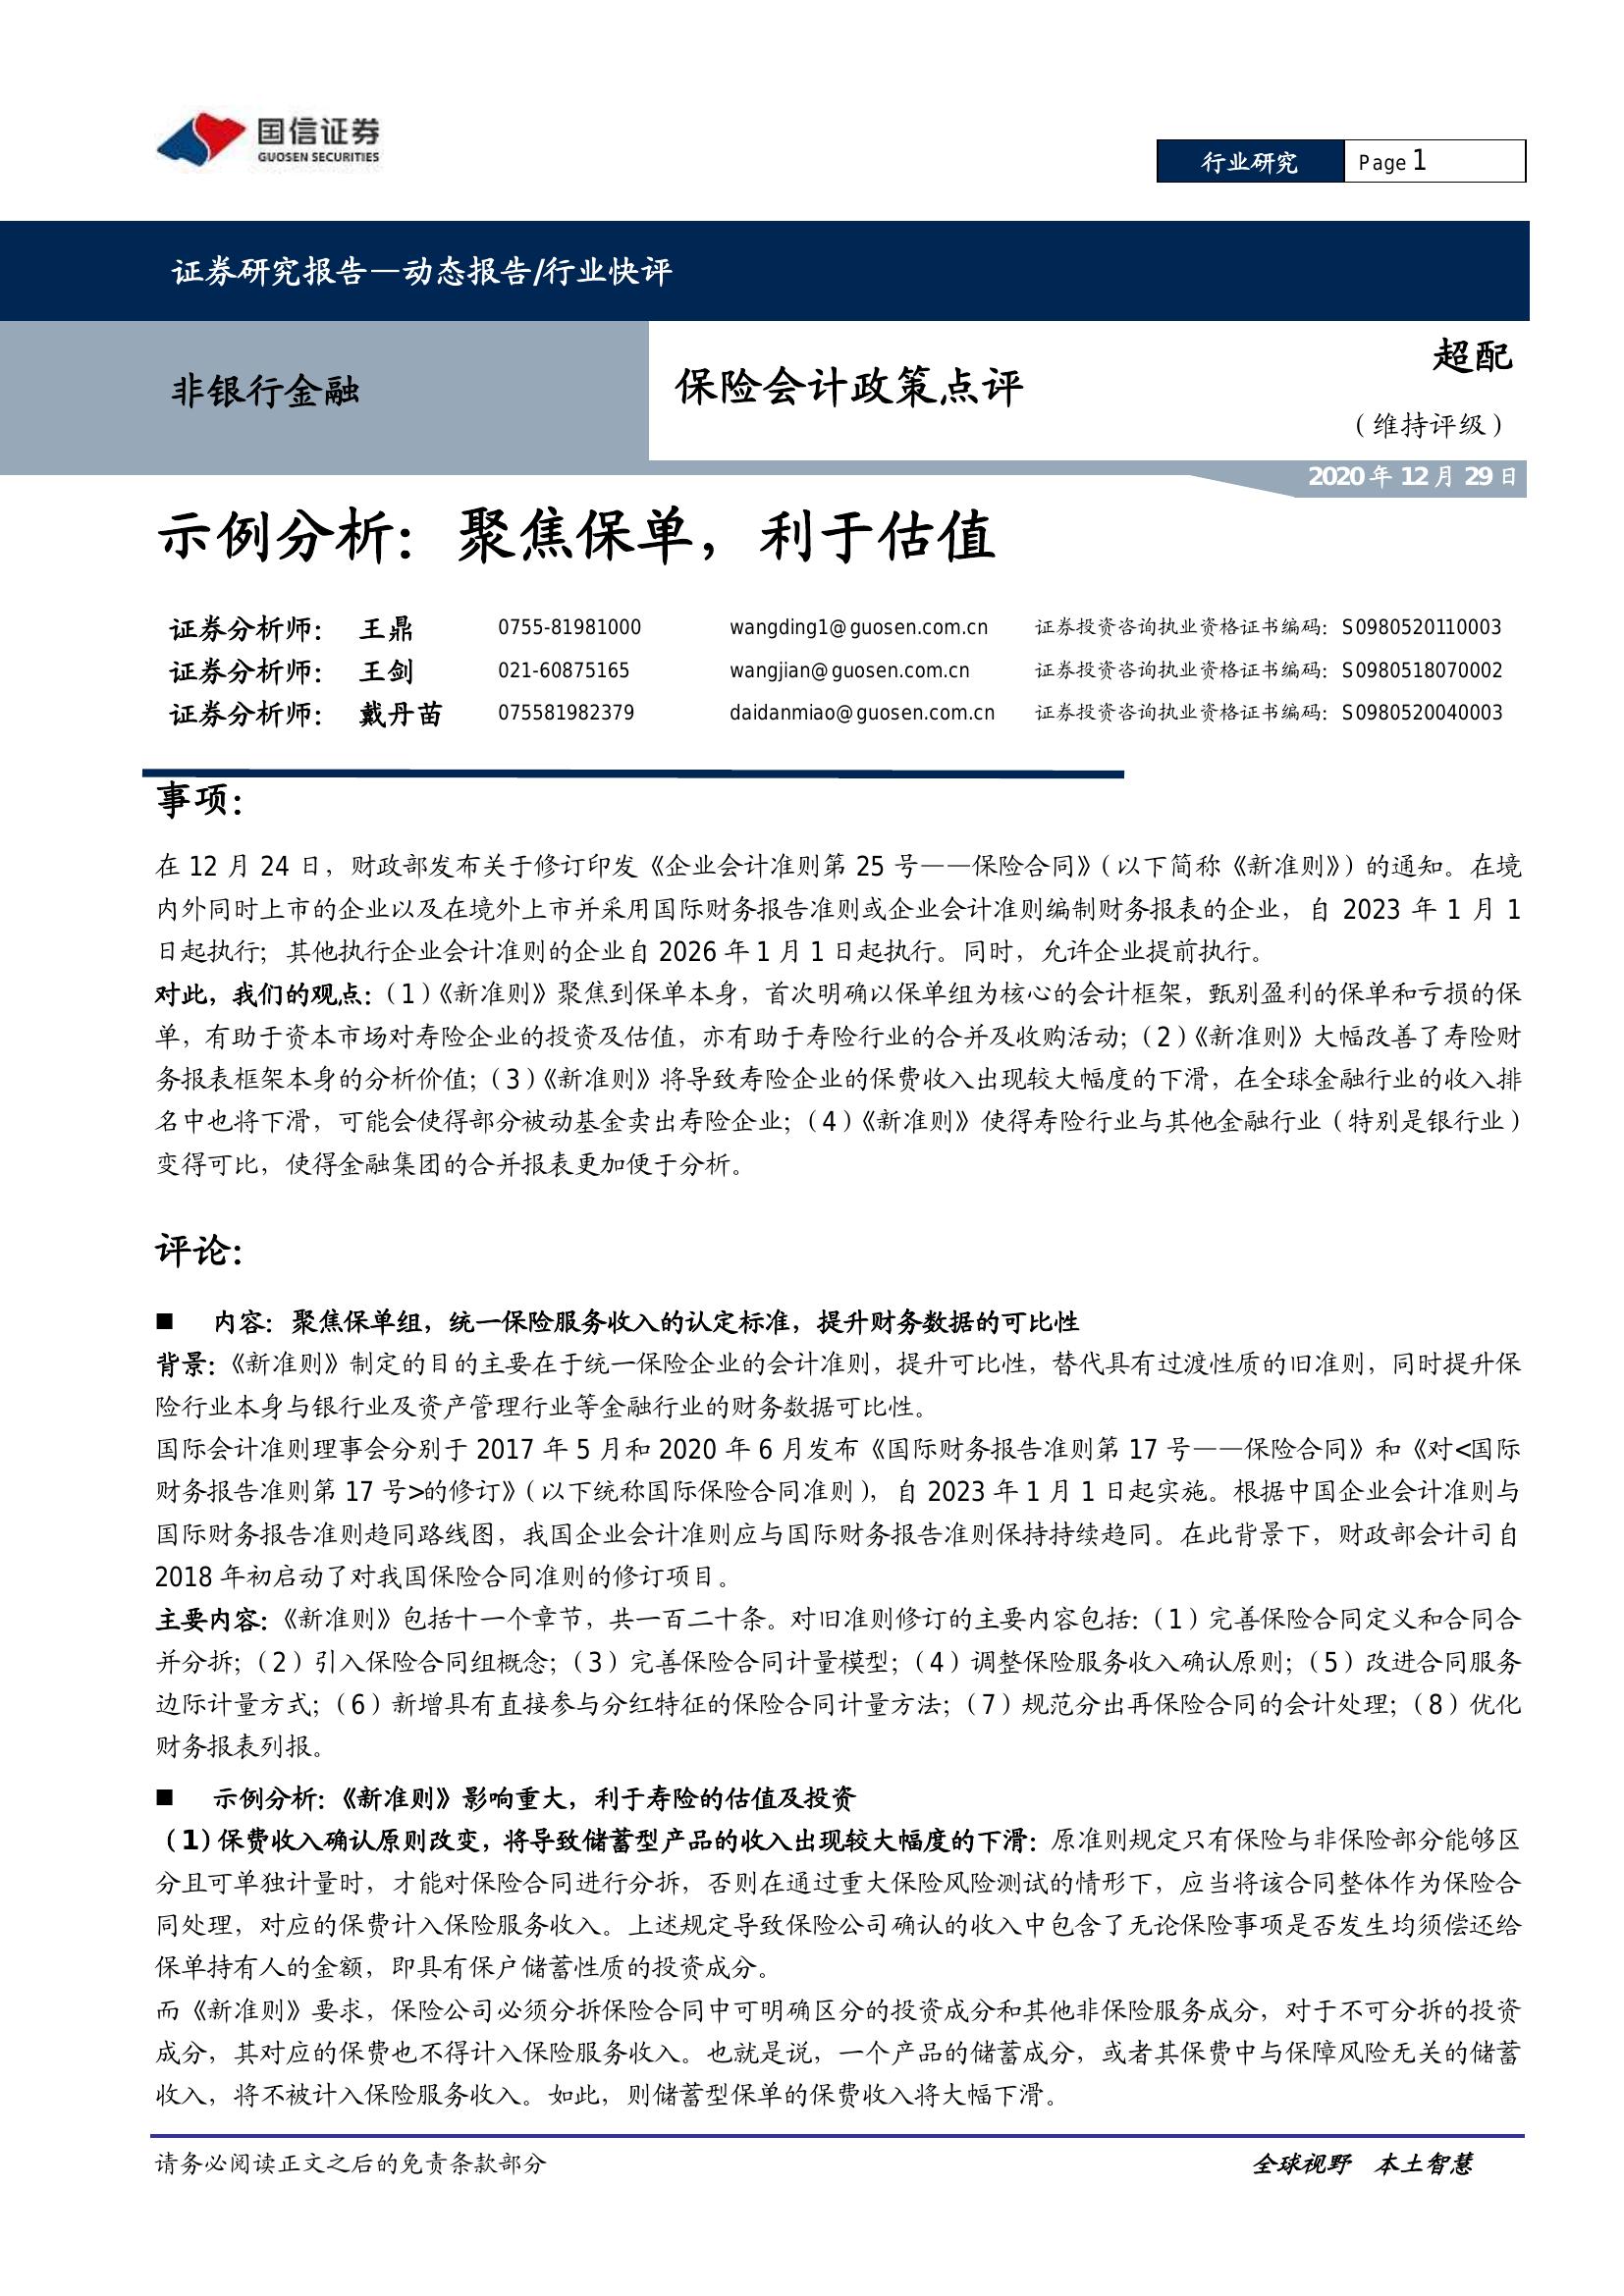 国信证券
GUOSEN SECURITIES
行业研究 Page 1
证券研究报告—动态报告/行业快评
非银行金融
保险会计政策点评
超配
（维持评级）
2020 年 12 月 29 日
示例分析：聚焦保单，利于估值
证券分析师： 王鼎 0755-81981000 wangding1@guosen.com.cn 证券投资咨询执业资格证书编码：S0980520110003
证券分析师： 王剑 021-60875165 wangjian@guosen.com.cn 证券投资咨询执业资格证书编码：S0980518070002
证券分析师： 戴丹苗 075581982379 daidanmiao@guosen.com.cn 证券投资咨询执业资格证书编码：S0980520040003
事项：
在 12 月 24 日，财政部发布关于修订印发《企业会计准则第 25 号——保险合同》（以下简称《新准则》）的通知。在境
内外同时上市的企业以及在境外上市并采用国际财务报告准则或企业会计准则编制财务报表的企业，自 2023 年 1 月 1
日起执行；其他执行企业会计准则的企业自 2026 年 1 月 1 日起执行。同时，允许企业提前执行。
对此，我们的观点：（1）《新准则》聚焦到保单本身，首次明确以保单组为核心的会计框架，甄别盈利的保单和亏损的保
单，有助于资本市场对寿险企业的投资及估值，亦有助于寿险行业的合并及收购活动；（2）《新准则》大幅改善了寿险财
务报表框架本身的分析价值；（3）《新准则》将导致寿险企业的保费收入出现较大幅度的下滑，在全球金融行业的收入排
名中也将下滑，可能会使得部分被动基金卖出寿险企业；（4）《新准则》使得寿险行业与其他金融行业（特别是银行业）
变得可比，使得金融集团的合并报表更加便于分析。
评论：
■ 内容：聚焦保单组，统一保险服务收入的认定标准，提升财务数据的可比性
背景：《新准则》制定的目的主要在于统一保险企业的会计准则，提升可比性，替代具有过渡性质的旧准则，同时提升保
险行业本身与银行业及资产管理行业等金融行业的财务数据可比性。
国际会计准则理事会分别于 2017 年 5 月和 2020 年 6 月发布《国际财务报告准则第 17 号——保险合同》和《对<国际
财务报告准则第 17 号>的修订》（以下统称国际保险合同准则），自 2023 年 1 月 1 日起实施。根据中国企业会计准则与
国际财务报告准则趋同路线图，我国企业会计准则应与国际财务报告准则保持持续趋同。在此背景下，财政部会计司自
2018 年初启动了对我国保险合同准则的修订项目。
主要内容：《新准则》包括十一个章节，共一百二十条。对旧准则修订的主要内容包括：（1）完善保险合同定义和合同合
并分拆；（2）引入保险合同组概念；（3）完善保险合同计量模型；（4）调整保险服务收入确认原则；（5）改进合同服务
边际计量方式；（6）新增具有直接参与分红特征的保险合同计量方法；（7）规范分出再保险合同的会计处理；（8）优化
财务报表列报。
■ 示例分析：《新准则》影响重大，利于寿险的估值及投资
（1）保费收入确认原则改变，将导致储蓄型产品的收入出现较大幅度的下滑：原准则规定只有保险与非保险部分能够区
分且可单独计量时，才能对保险合同进行分拆，否则在通过重大保险风险测试的情形下，应当将该合同整体作为保险合
同处理，对应的保费计入保险服务收入。上述规定导致保险公司确认的收入中包含了无论保险事项是否发生均须偿还给
保单持有人的金额，即具有保户储蓄性质的投资成分。
而《新准则》要求，保险公司必须分拆保险合同中可明确区分的投资成分和其他非保险服务成分，对于不可分拆的投资
成分，其对应的保费也不得计入保险服务收入。也就是说，一个产品的储蓄成分，或者其保费中与保障风险无关的储蓄
收入，将不被计入保险服务收入。如此，则储蓄型保单的保费收入将大幅下滑。
请务必阅读正文之后的免责条款部分 全球视野 本土智慧